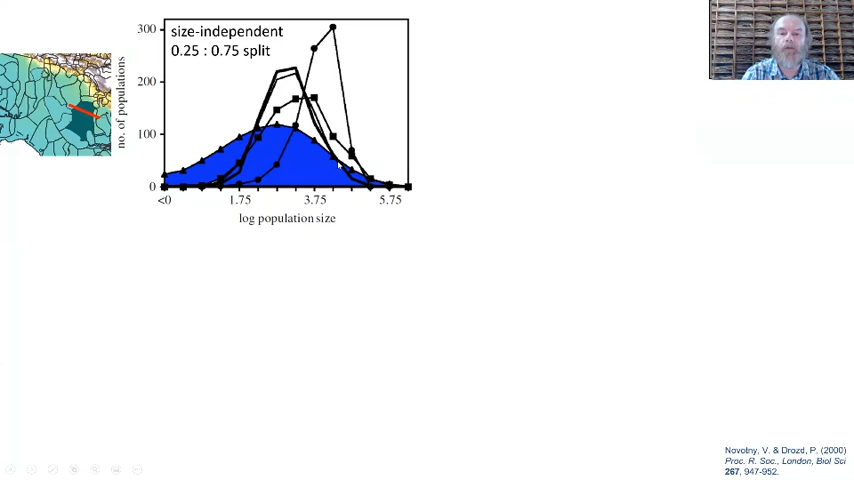 size-independent
0.25 : 0.75 split
no. of populations
300
200
100
0
<0
1.75
3.75
5.75
log population size
Novotny, V. & Drozd, P. (2000)
Proc. R. Soc., London, Biol Sci
267, 947-952.